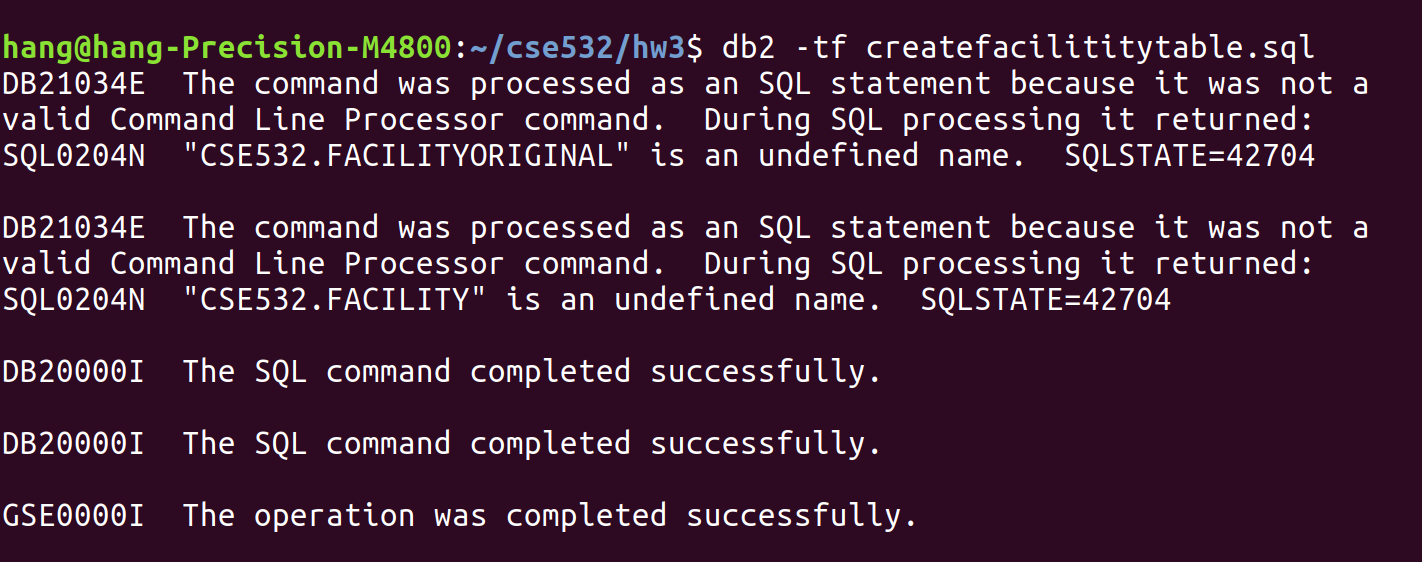 hang@hang-Precision-M4800:~/cse532/hw3$ db2 -tf createfacilititytable.sql
DB21034E  The command was processed as an SQL statement because it was not a
valid Command Line Processor command.  During SQL processing it returned:
SQL0204N  "CSE532.FACILITYORIGINAL" is an undefined name.  SQLSTATE=42704
DB21034E  The command was processed as an SQL statement because it was not a
valid Command Line Processor command.  During SQL processing it returned:
SQL0204N  "CSE532.FACILITY" is an undefined name.  SQLSTATE=42704
DB20000I  The SQL command completed successfully.
DB20000I  The SQL command completed successfully.
GSE0000I  The operation was completed successfully.